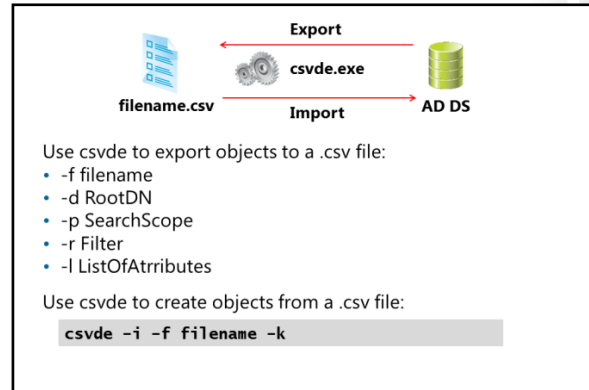 Export
csvde.exe
filename.csv
Import
AD DS
Use csvde to export objects to a .csv file:
• -f filename
• -d RootDN
• -p SearchScope
• -r Filter
• -l ListOfAtrributes
Use csvde to create objects from a .csv file:
csvde -i -f filename -k